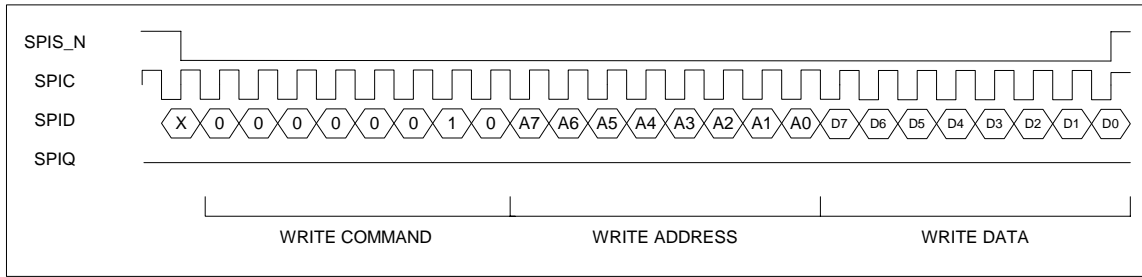 SPIS_N
SPIC
SPID X 0 0 0 0 0 0 1 0 A7 A6 A5 A4 A3 A2 A1 A0 D7 D6 D5 D4 D3 D2 D1 D0
SPIQ
WRITE COMMAND WRITE ADDRESS WRITE DATA